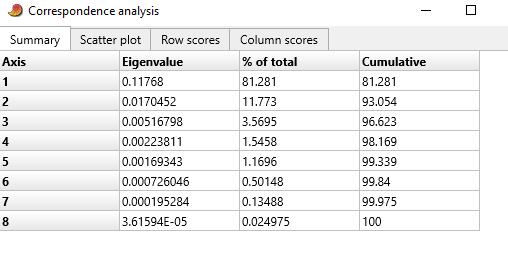 Correspondence analysis
Summary Scatter plot Row scores Column scores
Axis Eigenvalue % of total Cumulative
1 0.11768 81.281 81.281
2 0.0170452 11.773 93.054
3 0.00516798 3.5695 96.623
4 0.00223811 1.5458 98.169
5 0.00169343 1.1696 99.339
6 0.000726046 0.50148 99.84
7 0.000195284 0.13488 99.975
8 3.61594E-05 0.024975 100